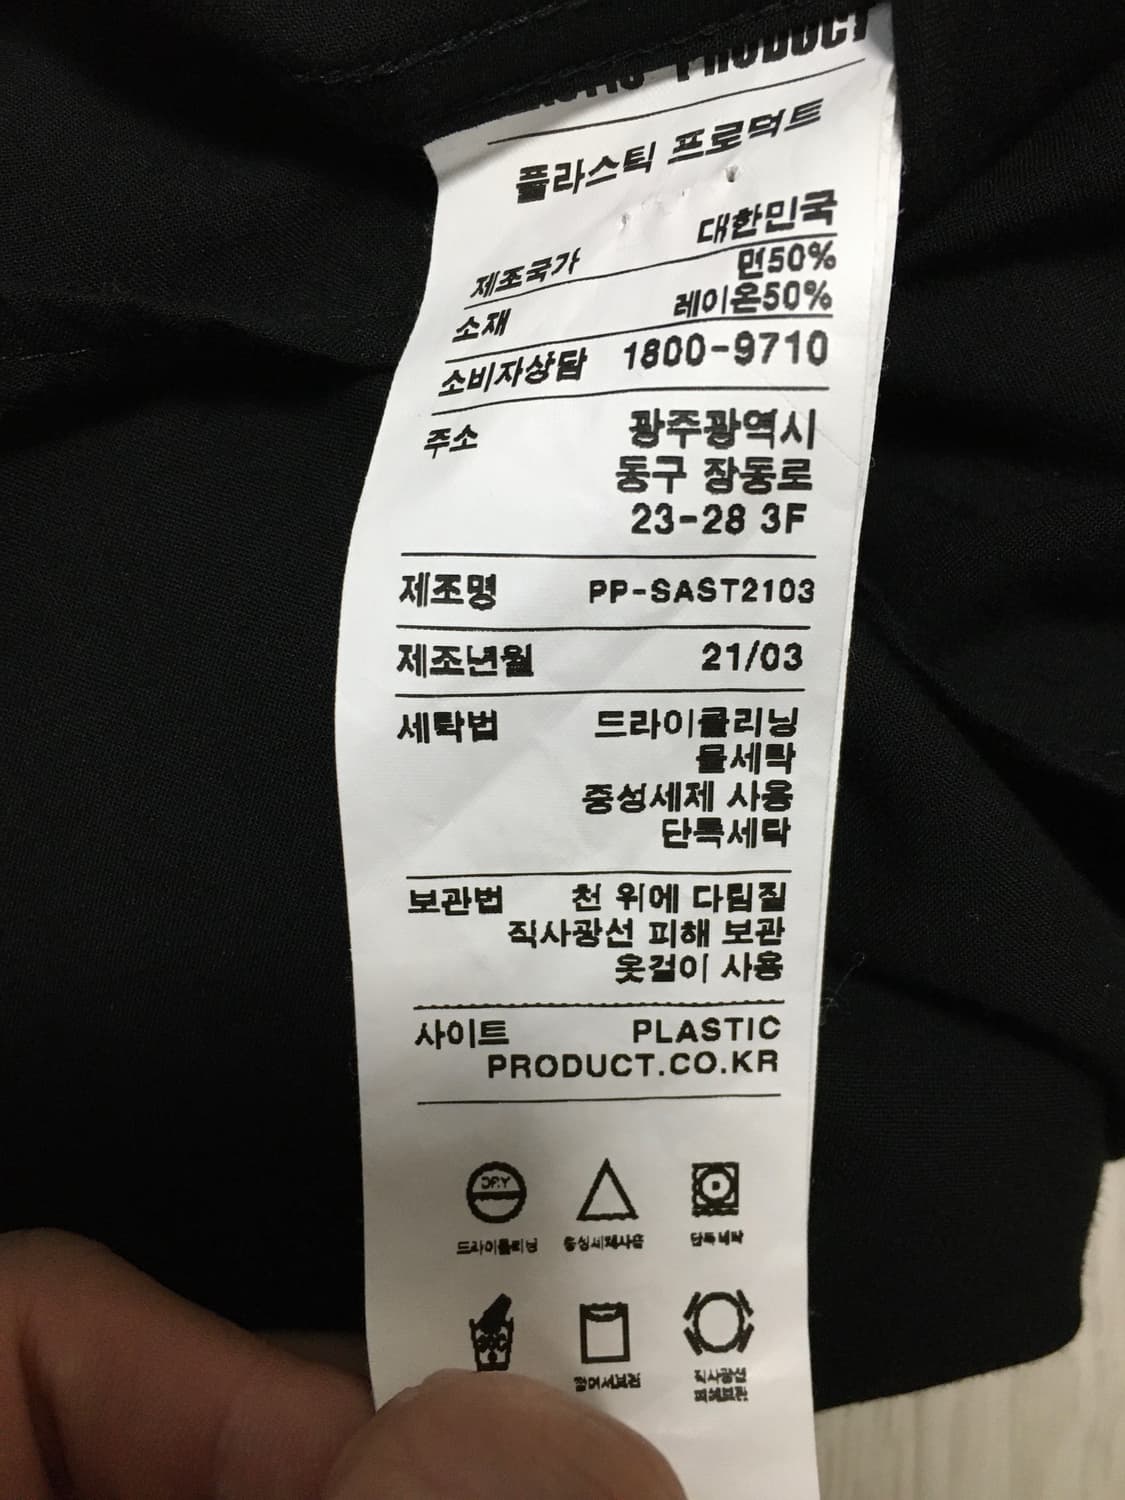 PRODUCT
플라스틱 프로덕트
제조국가 대한민국
소재 면50%
레이온50%
소비자상담 1800-9710
주소 광주광역시
동구 장동로
23-28 3F
제조명 PP-SAST2103
제조년월 21/03
세탁법 드라이클리닝
물세탁
중성세제 사용
단독세탁
보관법 천 위에 다림질
직사광선 피해 보관
옷걸이 사용
사이트 PLASTIC
PRODUCT.CO.KR
DRY
드라이클리닝 중성세제사용 단독세탁
접어서보관 직사광선
피해보관